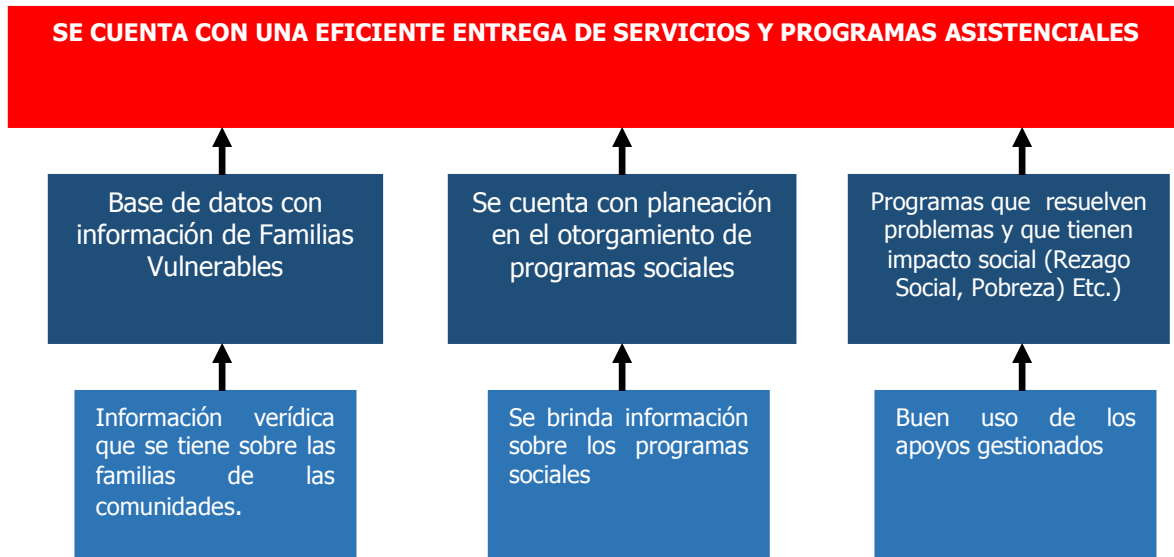 SE CUENTA CON UNA EFICIENTE ENTREGA DE SERVICIOS Y PROGRAMAS ASISTENCIALES
Base de datos con
información de Familias
Vulnerables
Se cuenta con planeación
en el otorgamiento de
programas sociales
Programas que resuelven
problemas y que tienen
impacto social (Rezago
Social, Pobreza) Etc.)
Información verídica
que se tiene sobre las
familias de las
comunidades.
Se brinda información
sobre los programas
sociales
Buen uso de los
apoyos gestionados